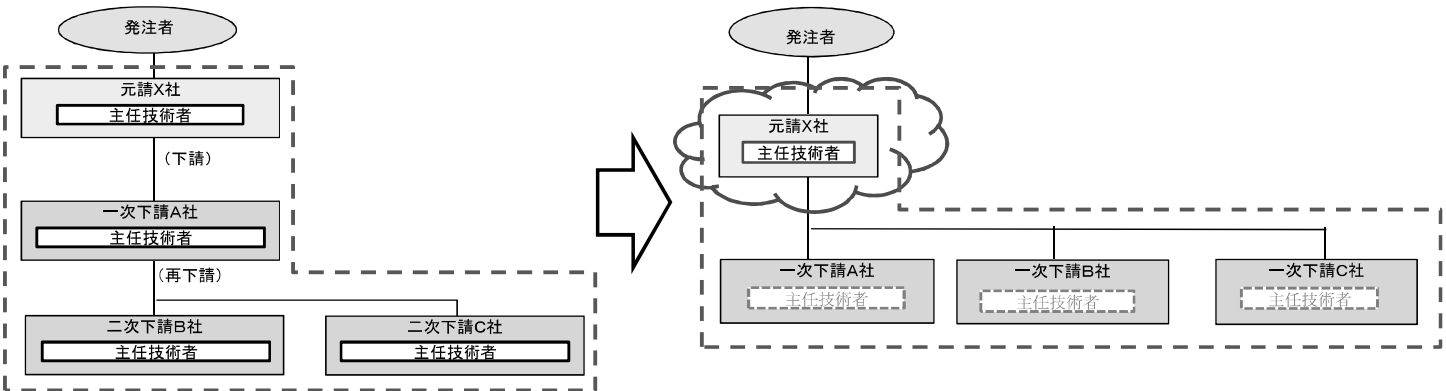 発注者
元請X社
主任技術者
(下請)
一次下請A社
主任技術者
(再下請)
二次下請B社
主任技術者
二次下請C社
主任技術者
発注者
元請X社
主任技術者
一次下請A社
主任技術者
一次下請B社
主任技術者
一次下請C社
主任技術者